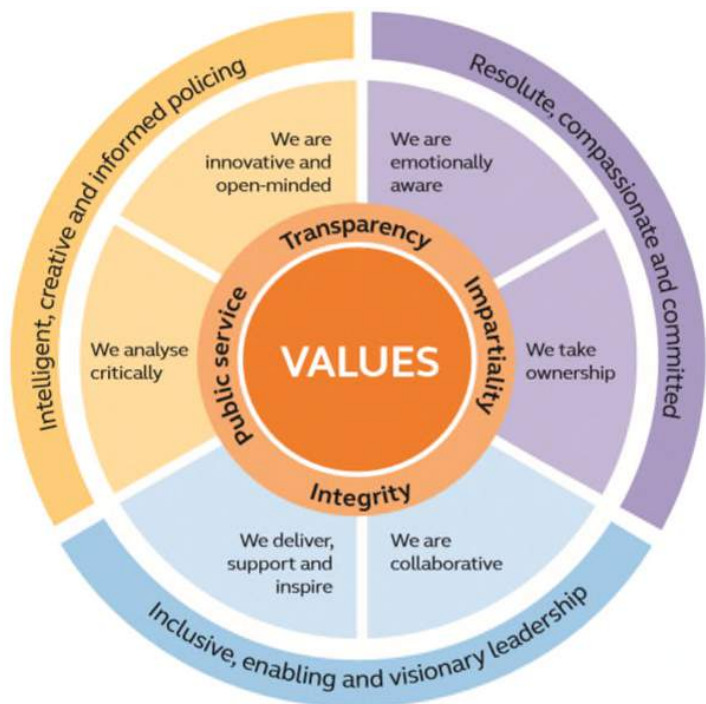 Intelligent, creative and informed policing
Resolute, compassionate and committed
We are
innovative and
open-minded
We are
emotionally
aware
Transparency
Public service
VALUES
Impartiality
Integrity
We analyse
critically
We take
ownership
We deliver,
support and
inspire
We are
collaborative
Inclusive, enabling and visionary leadership